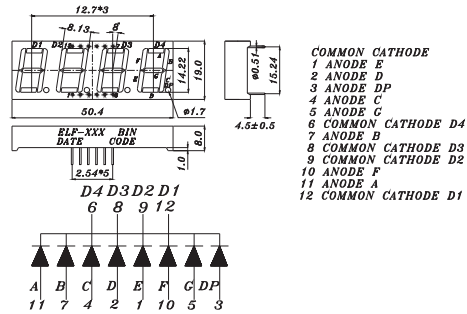 12.7*3
8.13
8
D1 D2 D3 D4
A
F
B
G
E
C
D
14.22
19.0
50.4
φ1.7
φ0.51
15.24
4.5±0.5
ELF-XXX BIN
DATE CODE
8.0
1.0
2.54*5
D4 D3 D2 D1
6 8 9 12
A B C D E F G DP
11 7 4 2 1 10 5 3
COMMON CATHODE
1 ANODE E
2 ANODE D
3 ANODE DP
4 ANODE C
5 ANODE G
6 COMMON CATHODE D4
7 ANODE B
8 COMMON CATHODE D3
9 COMMON CATHODE D2
10 ANODE F
11 ANODE A
12 COMMON CATHODE D1